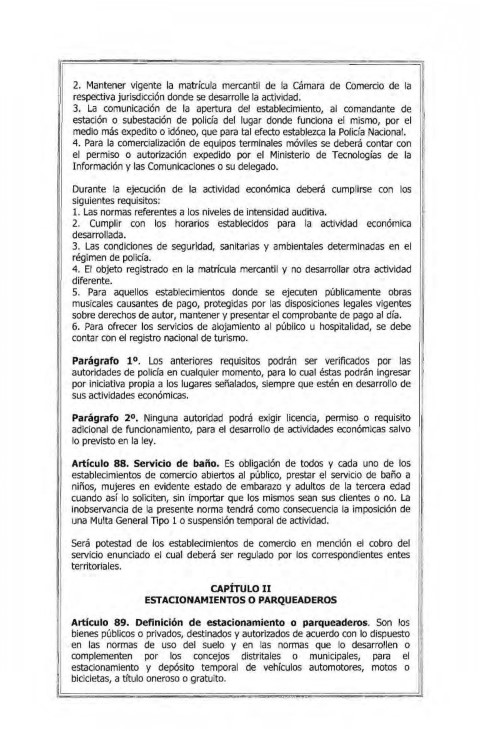 2. Mantener vigente la matrícula mercantil de la Cámara de Comercio de la
respectiva jurisdicción donde se desarrolle la actividad.
3. La comunicación de la apertura del establecimiento, al comandante de
estación o subestación de policía del lugar donde funciona el mismo, por el
medio más expedito o idóneo, que para tal efecto establezca la Policía Nacional.
4. Para la comercialización de equipos terminales móviles se deberá contar con
el permiso o autorización expedido por el Ministerio de Tecnologías de la
Información y las Comunicaciones o su delegado.
Durante la ejecución de la actividad económica deberá cumplirse con los
siguientes requisitos:
1. Las normas referentes a los niveles de intensidad auditiva.
2. Cumplir con los horarios establecidos para la actividad económica
desarrollada.
3. Las condiciones de seguridad, sanitarias y ambientales determinadas en el
régimen de policía.
4. El objeto registrado en la matrícula mercantil y no desarrollar otra actividad
diferente.
5. Para aquellos establecimientos donde se ejecuten públicamente obras
musicales causantes de pago, protegidas por las disposiciones legales vigentes
sobre derechos de autor, mantener y presentar el comprobante de pago al día.
6. Para ofrecer los servicios de alojamiento al público u hospitalidad, se debe
contar con el registro nacional de turismo.
Parágrafo 1º. Los anteriores requisitos podrán ser verificados por las
autoridades de policía en cualquier momento, para lo cual éstas podrán ingresar
por iniciativa propia a los lugares señalados, siempre que estén en desarrollo de
sus actividades económicas.
Parágrafo 2º. Ninguna autoridad podrá exigir licencia, permiso o requisito
adicional de funcionamiento, para el desarrollo de actividades económicas salvo
lo previsto en la ley.
Artículo 88. Servicio de baño. Es obligación de todos y cada uno de los
establecimientos de comercio abiertos al público, prestar el servicio de baño a
niños, mujeres en evidente estado de embarazo y adultos de la tercera edad
cuando así lo soliciten, sin importar que los mismos sean sus clientes o no. La
inobservancia de la presente norma tendrá como consecuencia la imposición de
una Multa General Tipo 1 o suspensión temporal de actividad.
Será potestad de los establecimientos de comercio en mención el cobro del
servicio enunciado el cual deberá ser regulado por los correspondientes entes
territoriales.
CAPÍTULO II
ESTACIONAMIENTOS O PARQUEADEROS
Artículo 89. Definición de estacionamiento o parqueaderos. Son los
bienes públicos o privados, destinados y autorizados de acuerdo con lo dispuesto
en las normas de uso del suelo y en las normas que lo desarrollen o
complementen por los concejos distritales o municipales, para el
estacionamiento y depósito temporal de vehículos automotores, motos o
bicicletas, a título oneroso o gratuito.